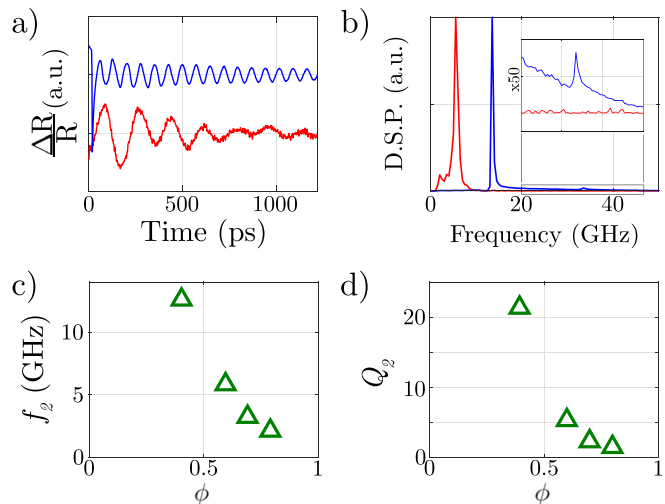 a)
ΔR/R (a.u.)
0 500 1000
Time (ps)
b)
D.S.P. (a.u.)
x50
0 20 40
Frequency (GHz)
c)
f₂ (GHz)
10
5
0
0 0.5 1
ϕ
d)
Q₂
20
10
0
0 0.5 1
ϕ